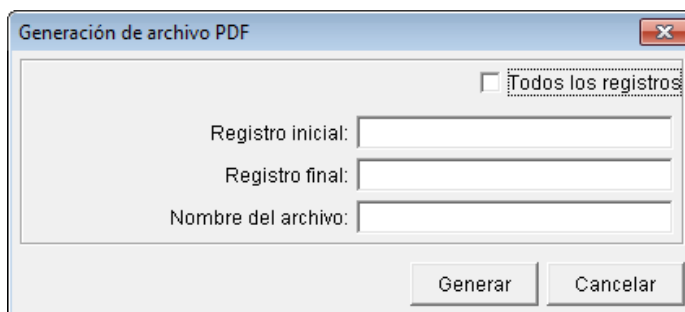 Generación de archivo PDF
Todos los registros
Registro inicial:
Registro final:
Nombre del archivo:
Generar Cancelar